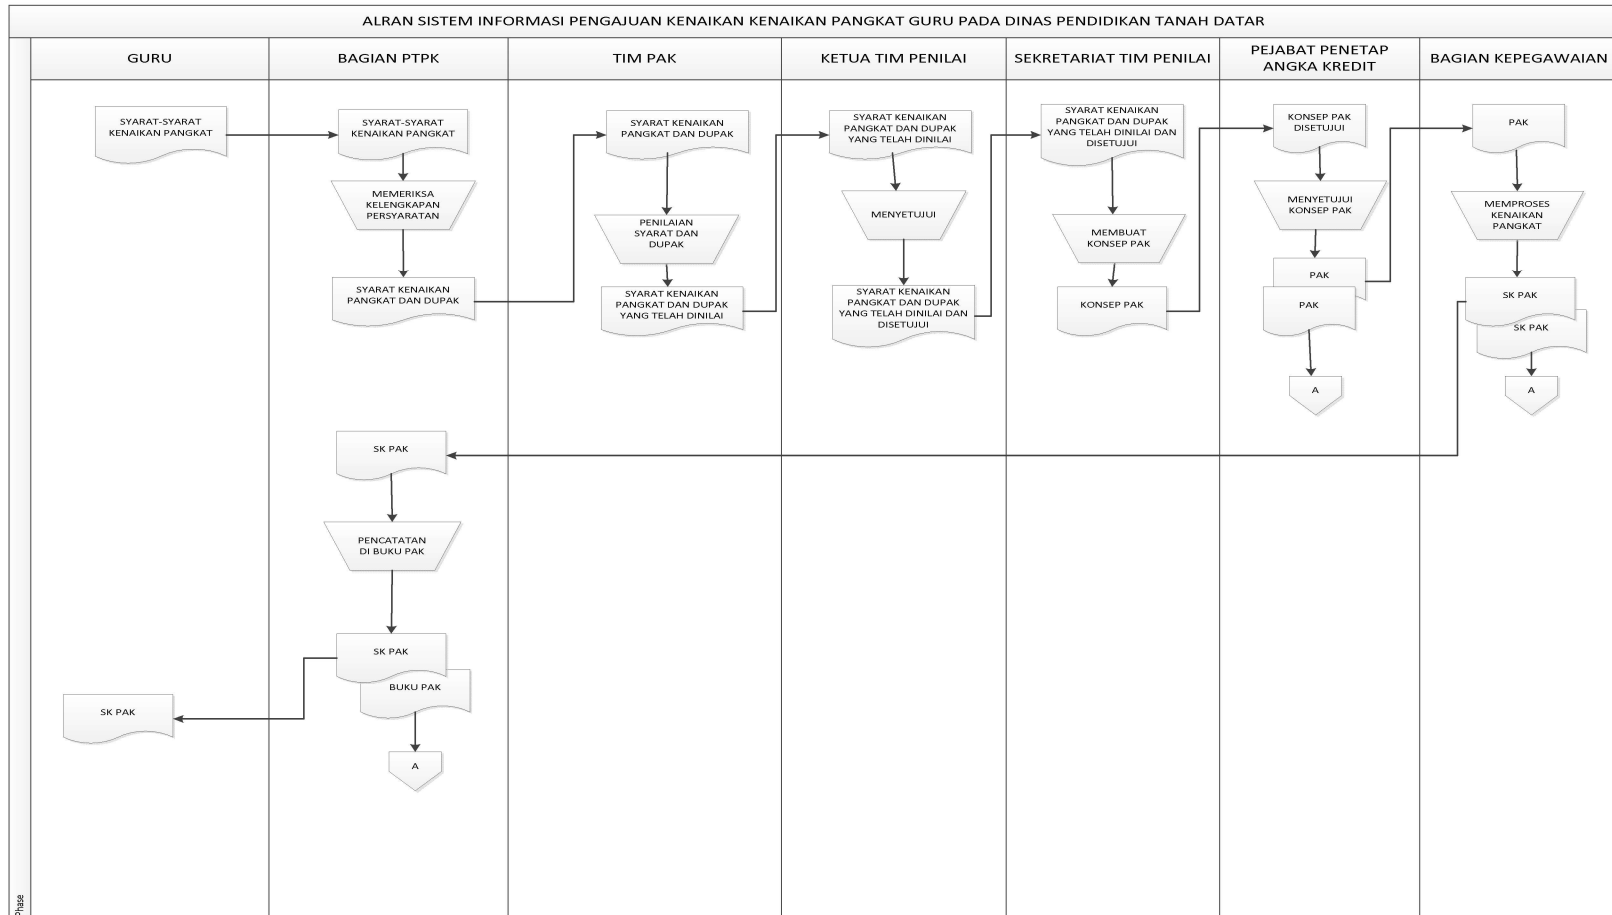 ALRAN SISTEM INFORMASI PENGAJUAN KENAIKAN KENAIKAN PANGKAT GURU PADA DINAS PENDIDIKAN TANAH DATAR
GURU
BAGIAN PTPK
TIM PAK
KETUA TIM PENILAI
SEKRETARIAT TIM PENILAI
PEJABAT PENETAP
ANGKA KREDIT
BAGIAN KEPEGAWAIAN
SYARAT-SYARAT
KENAIKAN PANGKAT
SYARAT-SYARAT
KENAIKAN PANGKAT
MEMERIKSA
KELENGKAPAN
PERSYARATAN
SYARAT KENAIKAN
PANGKAT DAN DUPAK
SYARAT KENAIKAN
PANGKAT DAN DUPAK
PENILAIAN
SYARAT DAN
DUPAK
SYARAT KENAIKAN
PANGKAT DAN DUPAK
YANG TELAH DINILAI
SYARAT KENAIKAN
PANGKAT DAN DUPAK
YANG TELAH DINILAI
MENYETUJUI
SYARAT KENAIKAN
PANGKAT DAN DUPAK
YANG TELAH DINILAI DAN
DISETUJUI
SYARAT KENAIKAN
PANGKAT DAN DUPAK
YANG TELAH DINILAI DAN
DISETUJUI
MEMBUAT
KONSEP PAK
KONSEP PAK
KONSEP PAK
DISETUJUI
MENYETUJUI
KONSEP PAK
PAK
PAK
A
PAK
MEMPROSES
KENAIKAN
PANGKAT
SK PAK
SK PAK
A
SK PAK
PENCATATAN
DI BUKU PAK
SK PAK
BUKU PAK
A
SK PAK
Phase